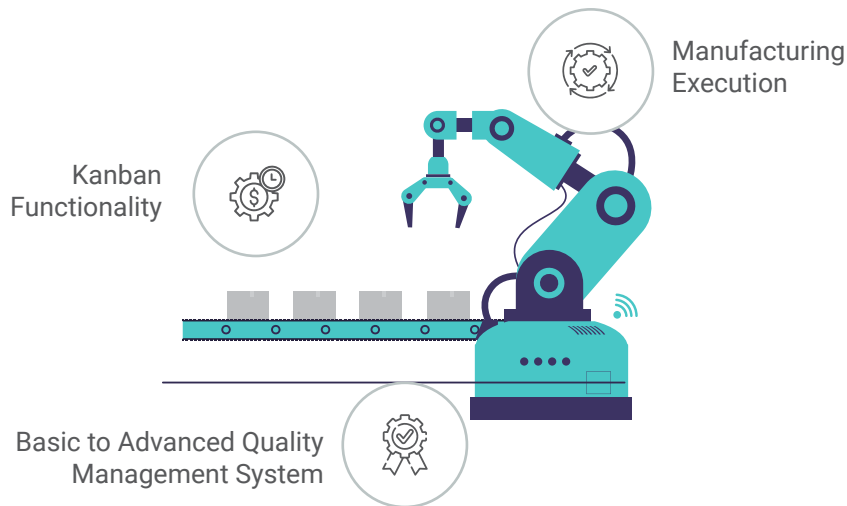 Manufacturing
Execution
Kanban
Functionality
$
Basic to Advanced Quality
Management System